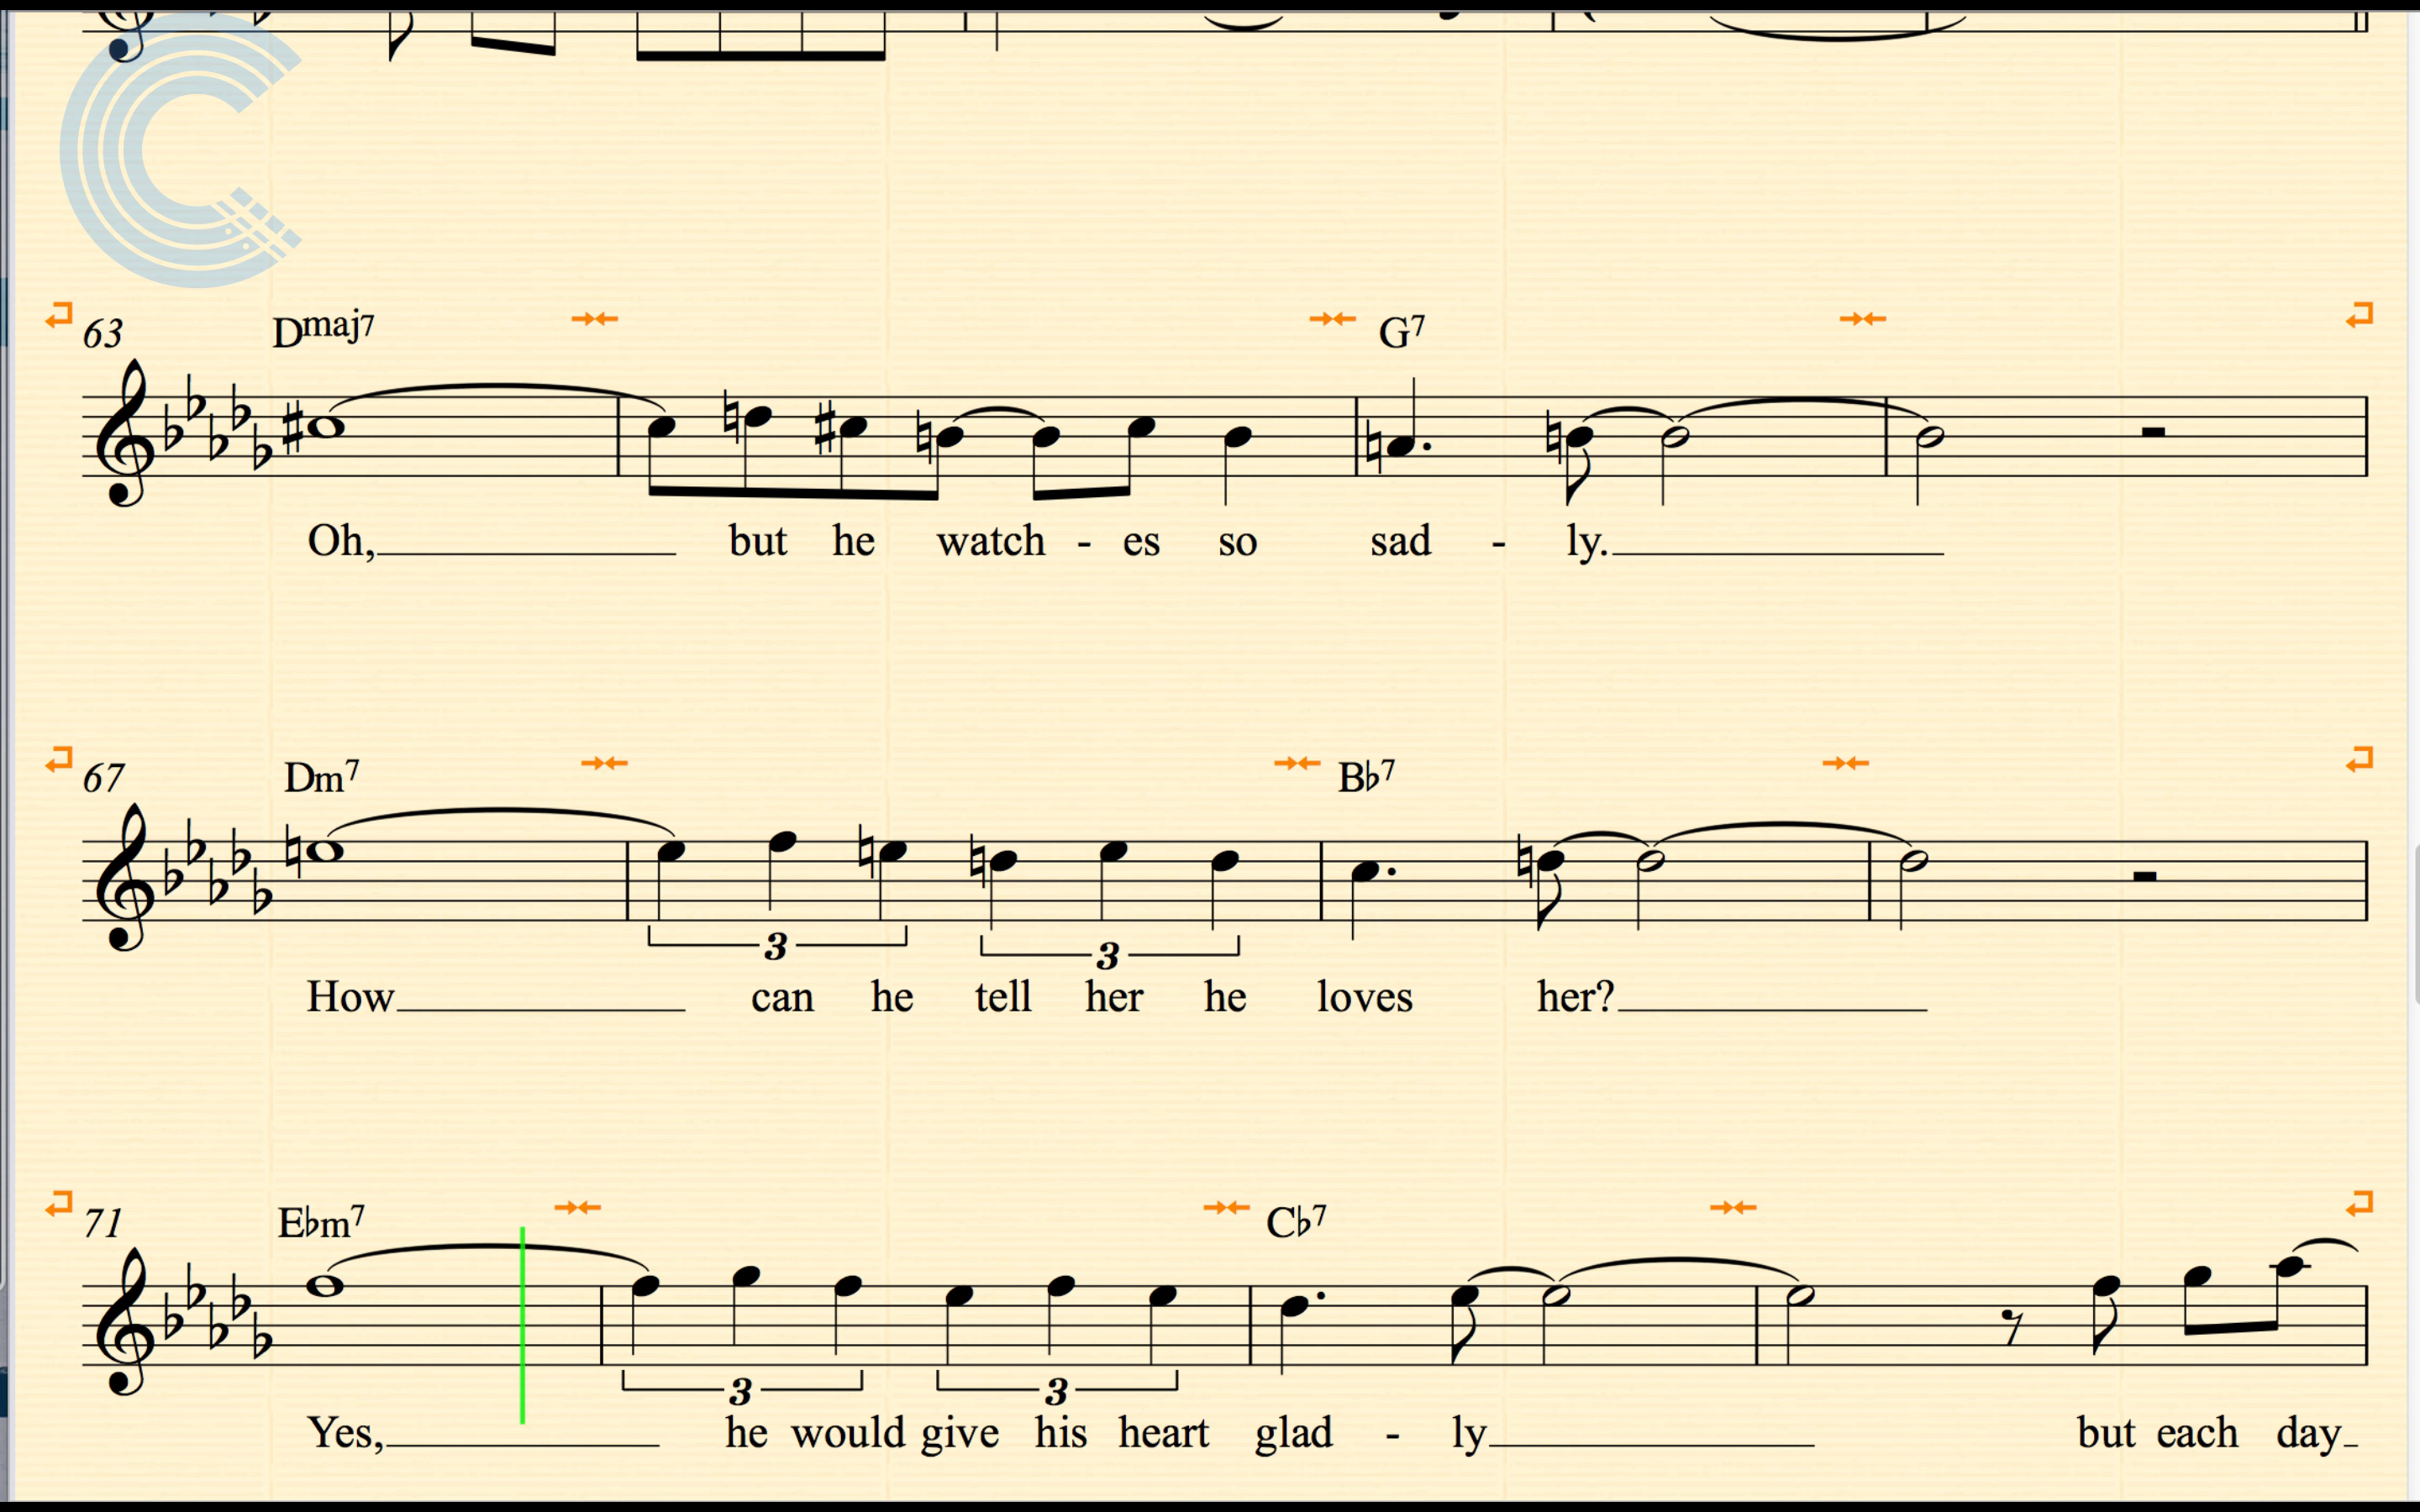 63 Dmaj7 G7
Oh, but he watch - es so sad - ly.
67 Dm7 B♭7
3 3
How can he tell her he loves her?
71 E♭m7 C♭7
3 3
Yes, he would give his heart glad - ly but each day